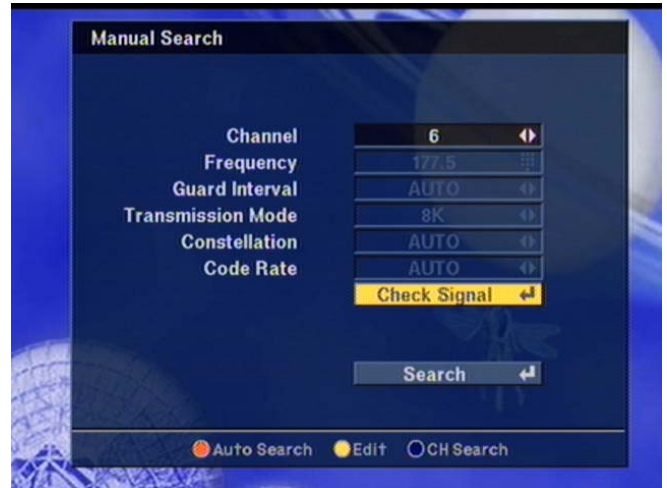 Manual Search
Channel 6
Frequency 177.5
Guard Interval AUTO
Transmission Mode 8K
Constellation AUTO
Code Rate AUTO
Check Signal
Search
Auto Search Edit CH Search